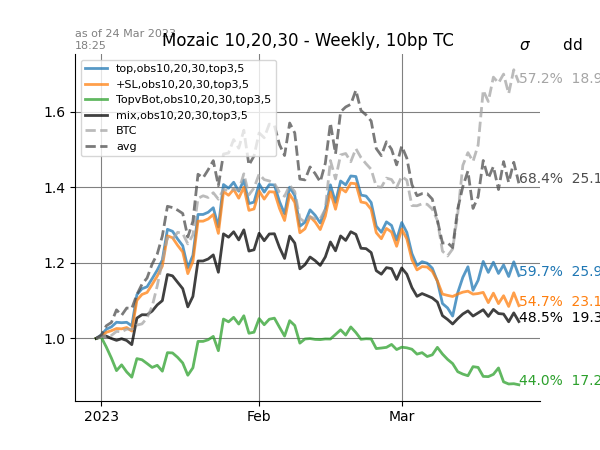 as of 24 Mar 2023
18:25
Mozaic 10,20,30 - Weekly, 10bp TC
σ dd
top,obs10,20,30,top3,5
+SL,obs10,20,30,top3,5
TopvBot,obs10,20,30,top3,5
mix,obs10,20,30,top3,5
BTC
avg
57.2% 18.9
68.4% 25.1
59.7% 25.9
54.7% 23.1
48.5% 19.3
44.0% 17.2
1.6
1.4
1.2
1.0
2023 Feb Mar